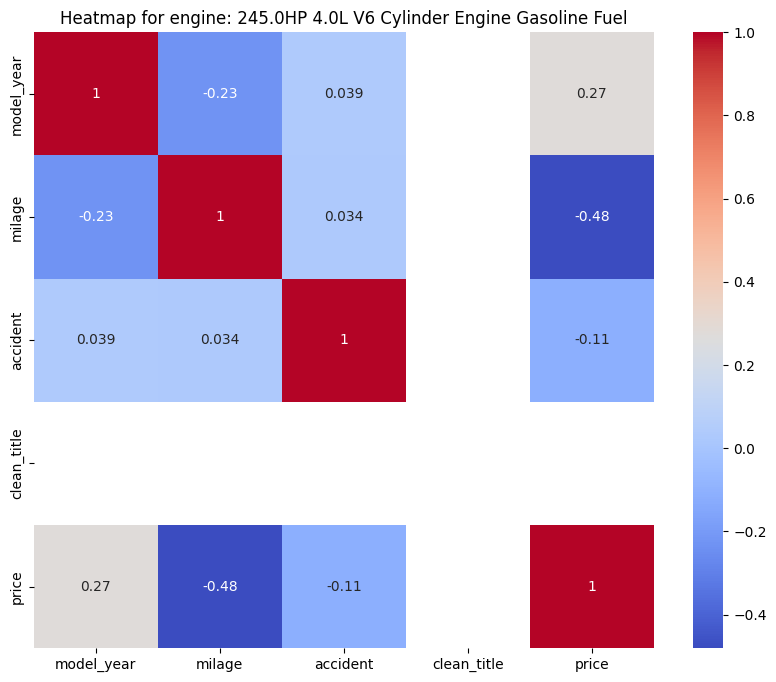 Heatmap for engine: 245.0HP 4.0L V6 Cylinder Engine Gasoline Fuel
model_year
1
-0.23
0.039
0.27
milage
-0.23
1
0.034
-0.48
accident
0.039
0.034
1
-0.11
clean_title
price
0.27
-0.48
-0.11
1
model_year
milage
accident
clean_title
price
1.0
0.8
0.6
0.4
0.2
0.0
−0.2
−0.4